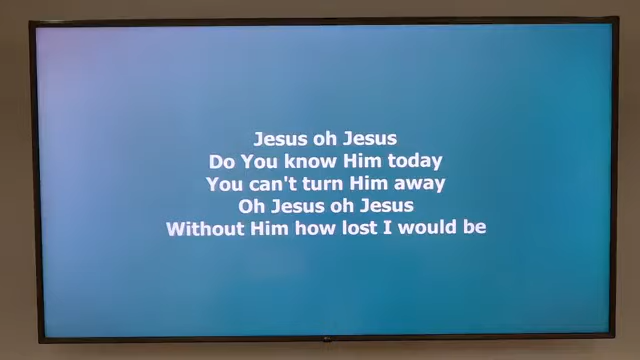 Jesus oh Jesus
Do You know Him today
You can't turn Him away
Oh Jesus oh Jesus
Without Him how lost I would be